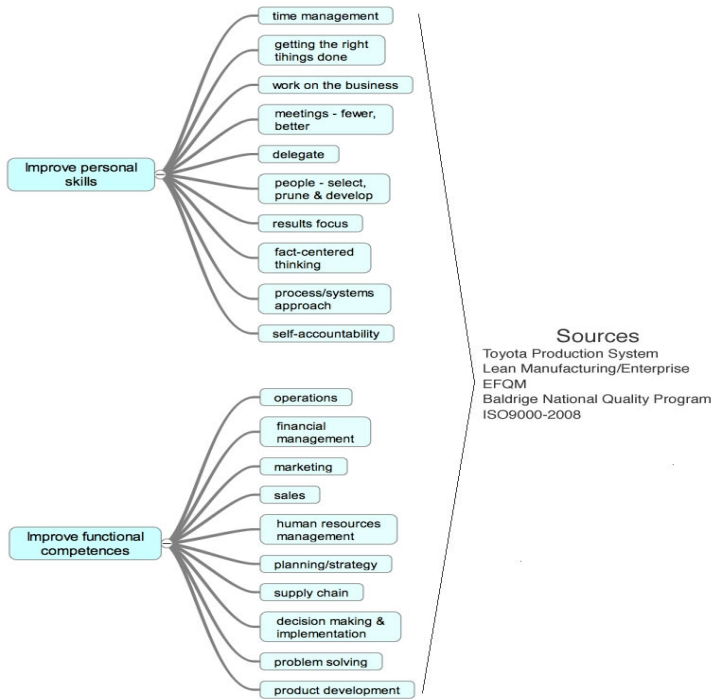 Improve personal
skills
time management
getting the right
tihings done
work on the business
meetings - fewer,
better
delegate
people - select,
prune & develop
results focus
fact-centered
thinking
process/systems
approach
self-accountability
Improve functional
competences
operations
financial
management
marketing
sales
human resources
management
planning/strategy
supply chain
decision making &
implementation
problem solving
product development
Sources
Toyota Production System
Lean Manufacturing/Enterprise
EFQM
Baldrige National Quality Program
ISO9000-2008